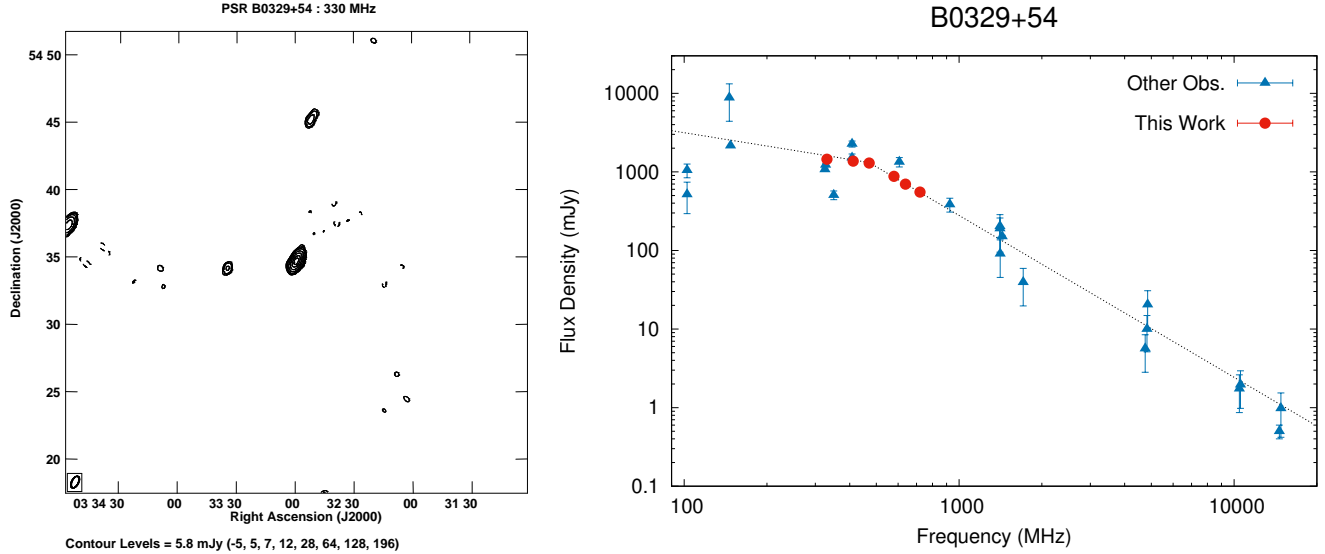 PSR B0329+54 : 330 MHz
54 50
45
40
35
30
25
20
Declination (J2000)
03 34 30
00
33 30
00
32 30
00
31 30
Right Ascension (J2000)
Contour Levels = 5.8 mJy (-5, 5, 7, 12, 28, 64, 128, 196)
B0329+54
Other Obs.
This Work
10000
1000
100
10
1
0.1
Flux Density (mJy)
100
1000
10000
Frequency (MHz)